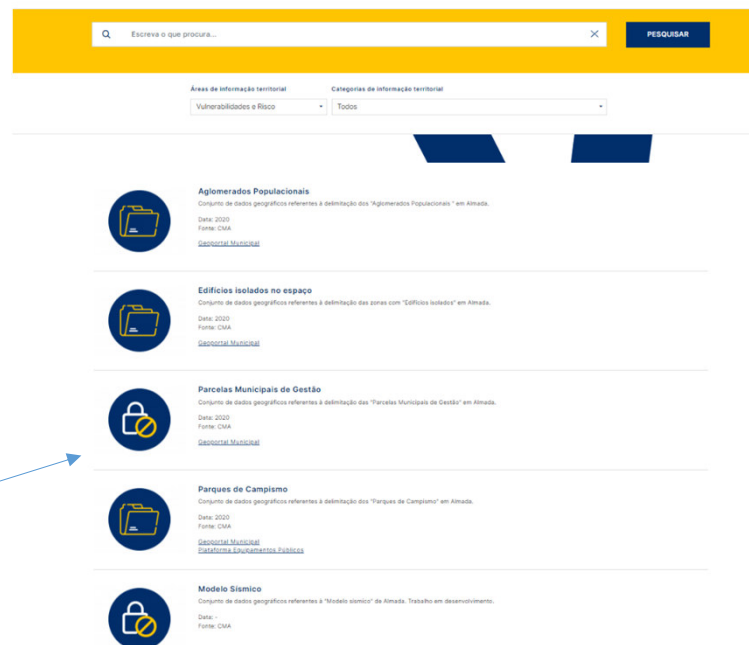 Escreva o que procura...
PESQUISAR
Áreas de informação territorial
Categorias de informação territorial
Vulnerabilidades e Risco
Todos
Aglomerados Populacionais
Conjunto de dados geográficos referentes à delimitação dos "Aglomerados Populacionais " em Almada.
Data: 2020
Fonte: CMA
Geoportal Municipal
Edifícios isolados no espaço
Conjunto de dados geográficos referentes à delimitação das zonas com "Edifícios isolados" em Almada.
Data: 2020
Fonte: CMA
Geoportal Municipal
Parcelas Municipais de Gestão
Conjunto de dados geográficos referentes à delimitação das "Parcelas Municipais de Gestão" em Almada.
Data: 2020
Fonte: CMA
Geoportal Municipal
Parques de Campismo
Conjunto de dados geográficos referentes à delimitação dos "Parques de Campismo" em Almada.
Data: 2020
Fonte: CMA
Geoportal Municipal
Plataforma Equipamentos Públicos
Modelo Sísmico
Conjunto de dados geográficos referentes à "Modelo sísmico" de Almada. Trabalho em desenvolvimento.
Data: -
Fonte: CMA